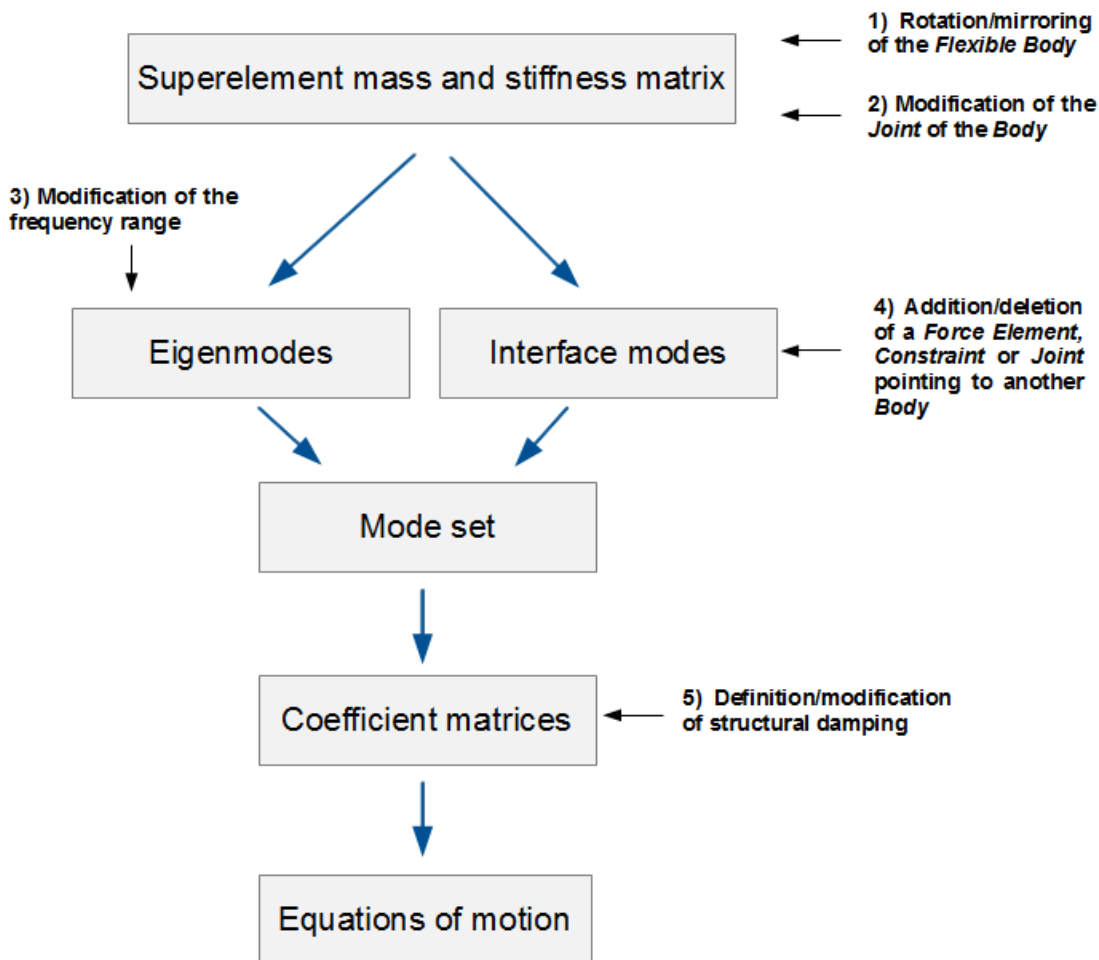 1) Rotation/mirroring
of the Flexible Body
Superelement mass and stiffness matrix
2) Modification of the
Joint of the Body
3) Modification of the
frequency range
Eigenmodes
Interface modes
4) Addition/deletion
of a Force Element,
Constraint or Joint
pointing to another
Body
Mode set
Coefficient matrices
5) Definition/modification
of structural damping
Equations of motion